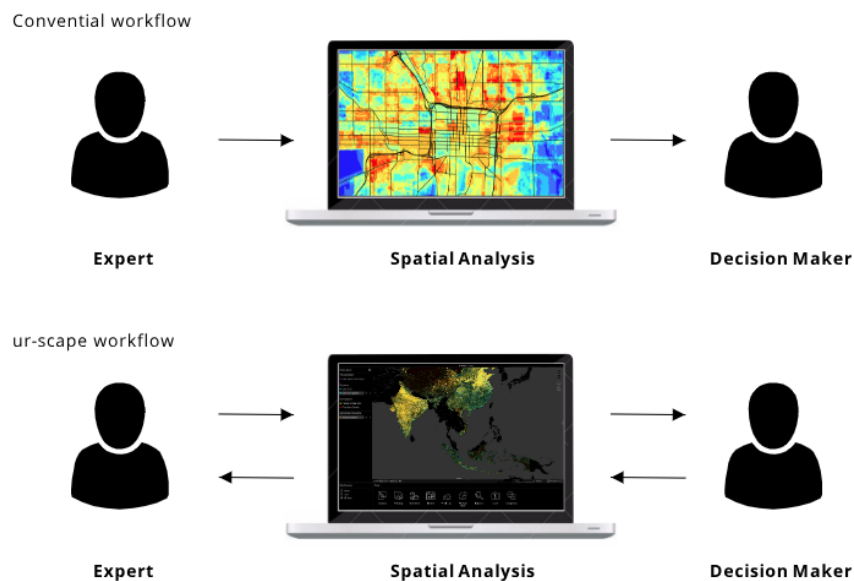 Convential workflow
Expert
Spatial Analysis
Decision Maker
ur-scape workflow
Expert
Spatial Analysis
Decision Maker